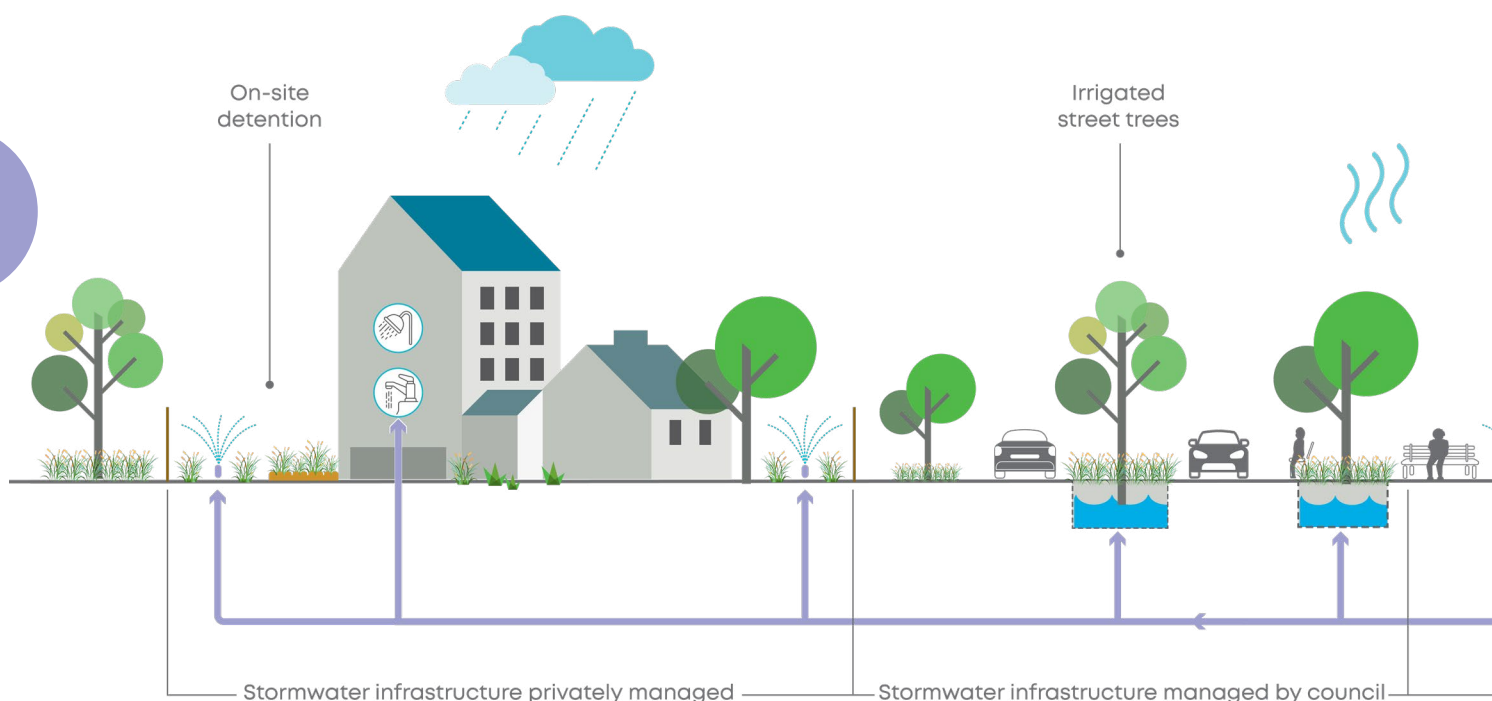 On-site
detention
Irrigated
street trees
Stormwater infrastructure privately managed
Stormwater infrastructure managed by council